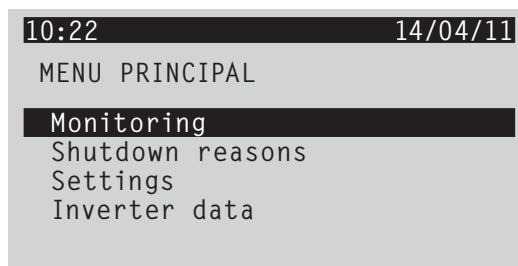 10:22 14/04/11
MENU PRINCIPAL
Monitoring
Shutdown reasons
Settings
Inverter data